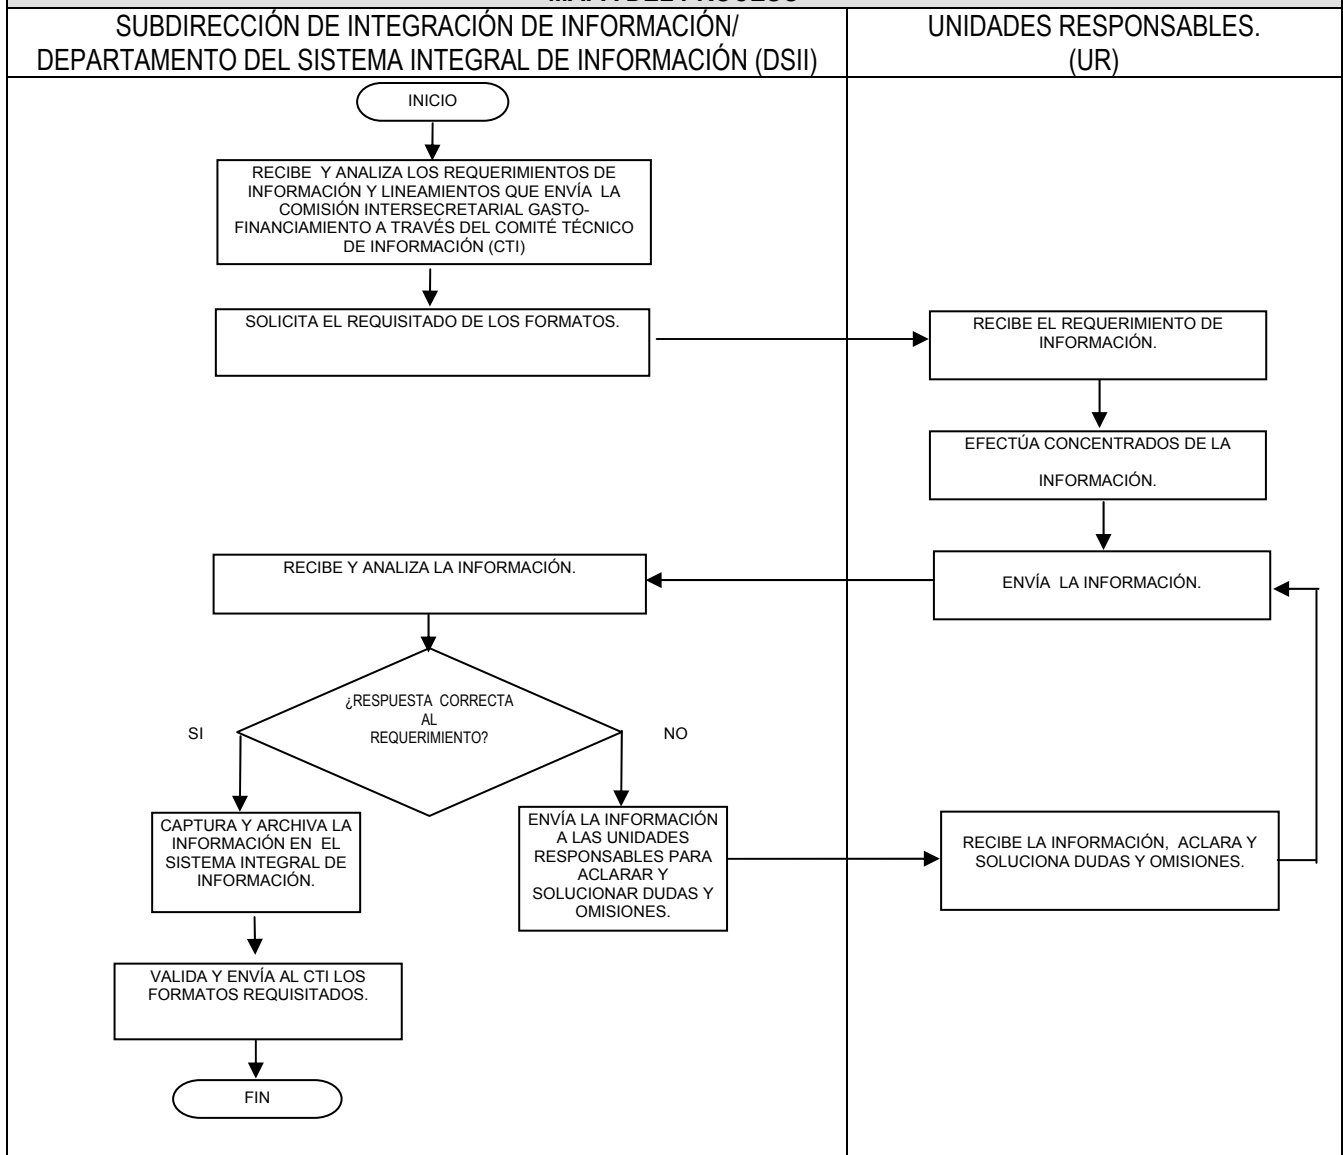 SUBDIRECCIÓN DE INTEGRACIÓN DE INFORMACIÓN/
DEPARTAMENTO DEL SISTEMA INTEGRAL DE INFORMACIÓN (DSII)
UNIDADES RESPONSABLES.
(UR)
INICIO
RECIBE Y ANALIZA LOS REQUERIMIENTOS DE
INFORMACIÓN Y LINEAMIENTOS QUE ENVÍA LA
COMISIÓN INTERSECRETARIAL GASTO-
FINANCIAMIENTO A TRAVÉS DEL COMITÉ TÉCNICO
DE INFORMACIÓN (CTI)
SOLICITA EL REQUISITADO DE LOS FORMATOS.
RECIBE EL REQUERIMIENTO DE
INFORMACIÓN.
EFECTÚA CONCENTRADOS DE LA
INFORMACIÓN.
ENVÍA LA INFORMACIÓN.
RECIBE Y ANALIZA LA INFORMACIÓN.
¿RESPUESTA CORRECTA
AL
REQUERIMIENTO?
SI
NO
CAPTURA Y ARCHIVA LA
INFORMACIÓN EN EL
SISTEMA INTEGRAL DE
INFORMACIÓN.
ENVÍA LA INFORMACIÓN
A LAS UNIDADES
RESPONSABLES PARA
ACLARAR Y
SOLUCIONAR DUDAS Y
OMISIONES.
RECIBE LA INFORMACIÓN, ACLARA Y
SOLUCIONA DUDAS Y OMISIONES.
VALIDA Y ENVÍA AL CTI LOS
FORMATOS REQUISITADOS.
FIN